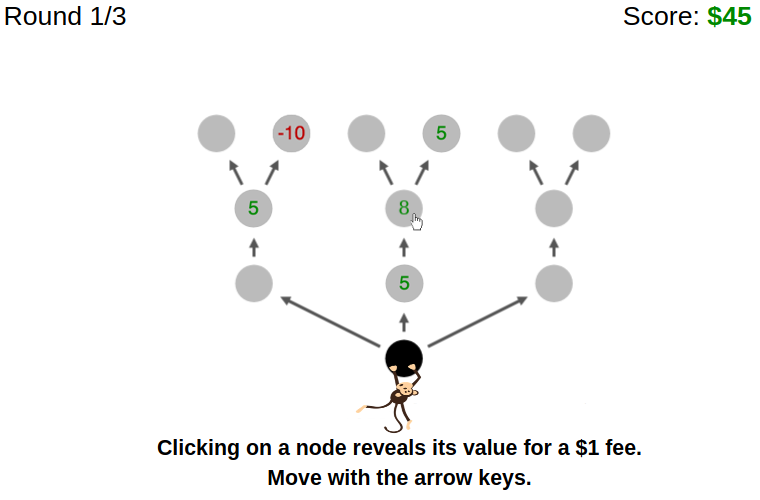 Round 1/3
Score: $45
-10
5
5
8
5
Clicking on a node reveals its value for a $1 fee.
Move with the arrow keys.